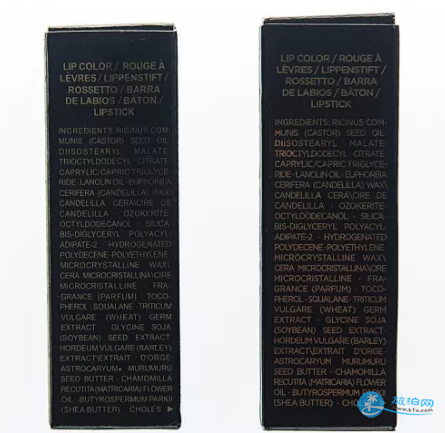 LIP COLOR / ROUGE À
LÈVRES / LIPPENSTIFT /
ROSSETTO / BARRA
DE LABIOS / BATON /
LIPSTICK
INGREDIENTS: RICINUS COM-
MUNIS (CASTOR) SEED OIL·
DIISOSTEARYL MALATE·
TRIOCTYLDODECYL CITRATE·
CAPRYLIC/CAPRIC TRIGLYCE-
RIDE· LANOLIN OIL· EUPHORBIA
CERIFERA (CANDELILLA) WAX\
CANDELILLA CERA\CIRE DE
CANDELILLA · OZOKERITE·
OCTYLDODECANOL · SILICA·
BIS-DIGLYCERYL POLYACYL-
ADIPATE-2 · HYDROGENATED
POLYDECENE· POLYETHYLENE·
MICROCRYSTALLINE WAX\
CERA MICROCRISTALLINA\CIRE
MICROCRISTALLINE · FRA-
GRANCE (PARFUM) · TOCO-
PHEROL · SQUALANE· TRITICUM
VULGARE (WHEAT) GERM
EXTRACT · GLYCINE SOJA
(SOYBEAN) SEED EXTRACT·
HORDEUM VULGARE (BARLEY)
EXTRACT\EXTRAIT D'ORGE·
ASTROCARYUM MURUMURU
SEED BUTTER · CHAMOMILLA
RECUTITA (MATRICARIA) FLOWER
OIL · BUTYROSPERMUM PARKII
(SHEA BUTTER) · CHOLES ▶
LIP COLOR / ROUGE À
LÈVRES / LIPPENSTIFT /
ROSSETTO / BARRA
DE LABIOS / BÂTON /
LIPSTICK
INGREDIENTS: RICINUS COM-
MUNIS (CASTOR) SEED OIL·
DIISOSTEARYL MALATE·
TRIOCTYLDODECYL CITRATE·
CAPRYLIC/CAPRIC TRIGLYCE-
RIDE· LANOLIN OIL· EUPHORBIA
CERIFERA (CANDELILLA) WAX\
CANDELILLA CERA\CIRE DE
CANDELILLA · OZOKERITE·
OCTYLDODECANOL · SILICA·
BIS-DIGLYCERYL POLYACYL-
ADIPATE-2 · HYDROGENATED
POLYDECENE· POLYETHYLENE·
MICROCRYSTALLINE WAX\
CERA MICROCRISTALLINA\CIRE
MICROCRISTALLINE · FRA-
GRANCE (PARFUM) · TOCO-
PHEROL · SQUALANE· TRITICUM
VULGARE (WHEAT) GERM
EXTRACT · GLYCINE SOJA
(SOYBEAN) SEED EXTRACT·
HORDEUM VULGARE (BARLEY)
EXTRACT\EXTRAIT D'ORGE·
ASTROCARYUM MURUMURU
SEED BUTTER · CHAMOMILLA
RECUTITA (MATRICARIA) FLOWER
OIL · BUTYROSPERMUM PARKII
(SHEA BUTTER) · CHOLES